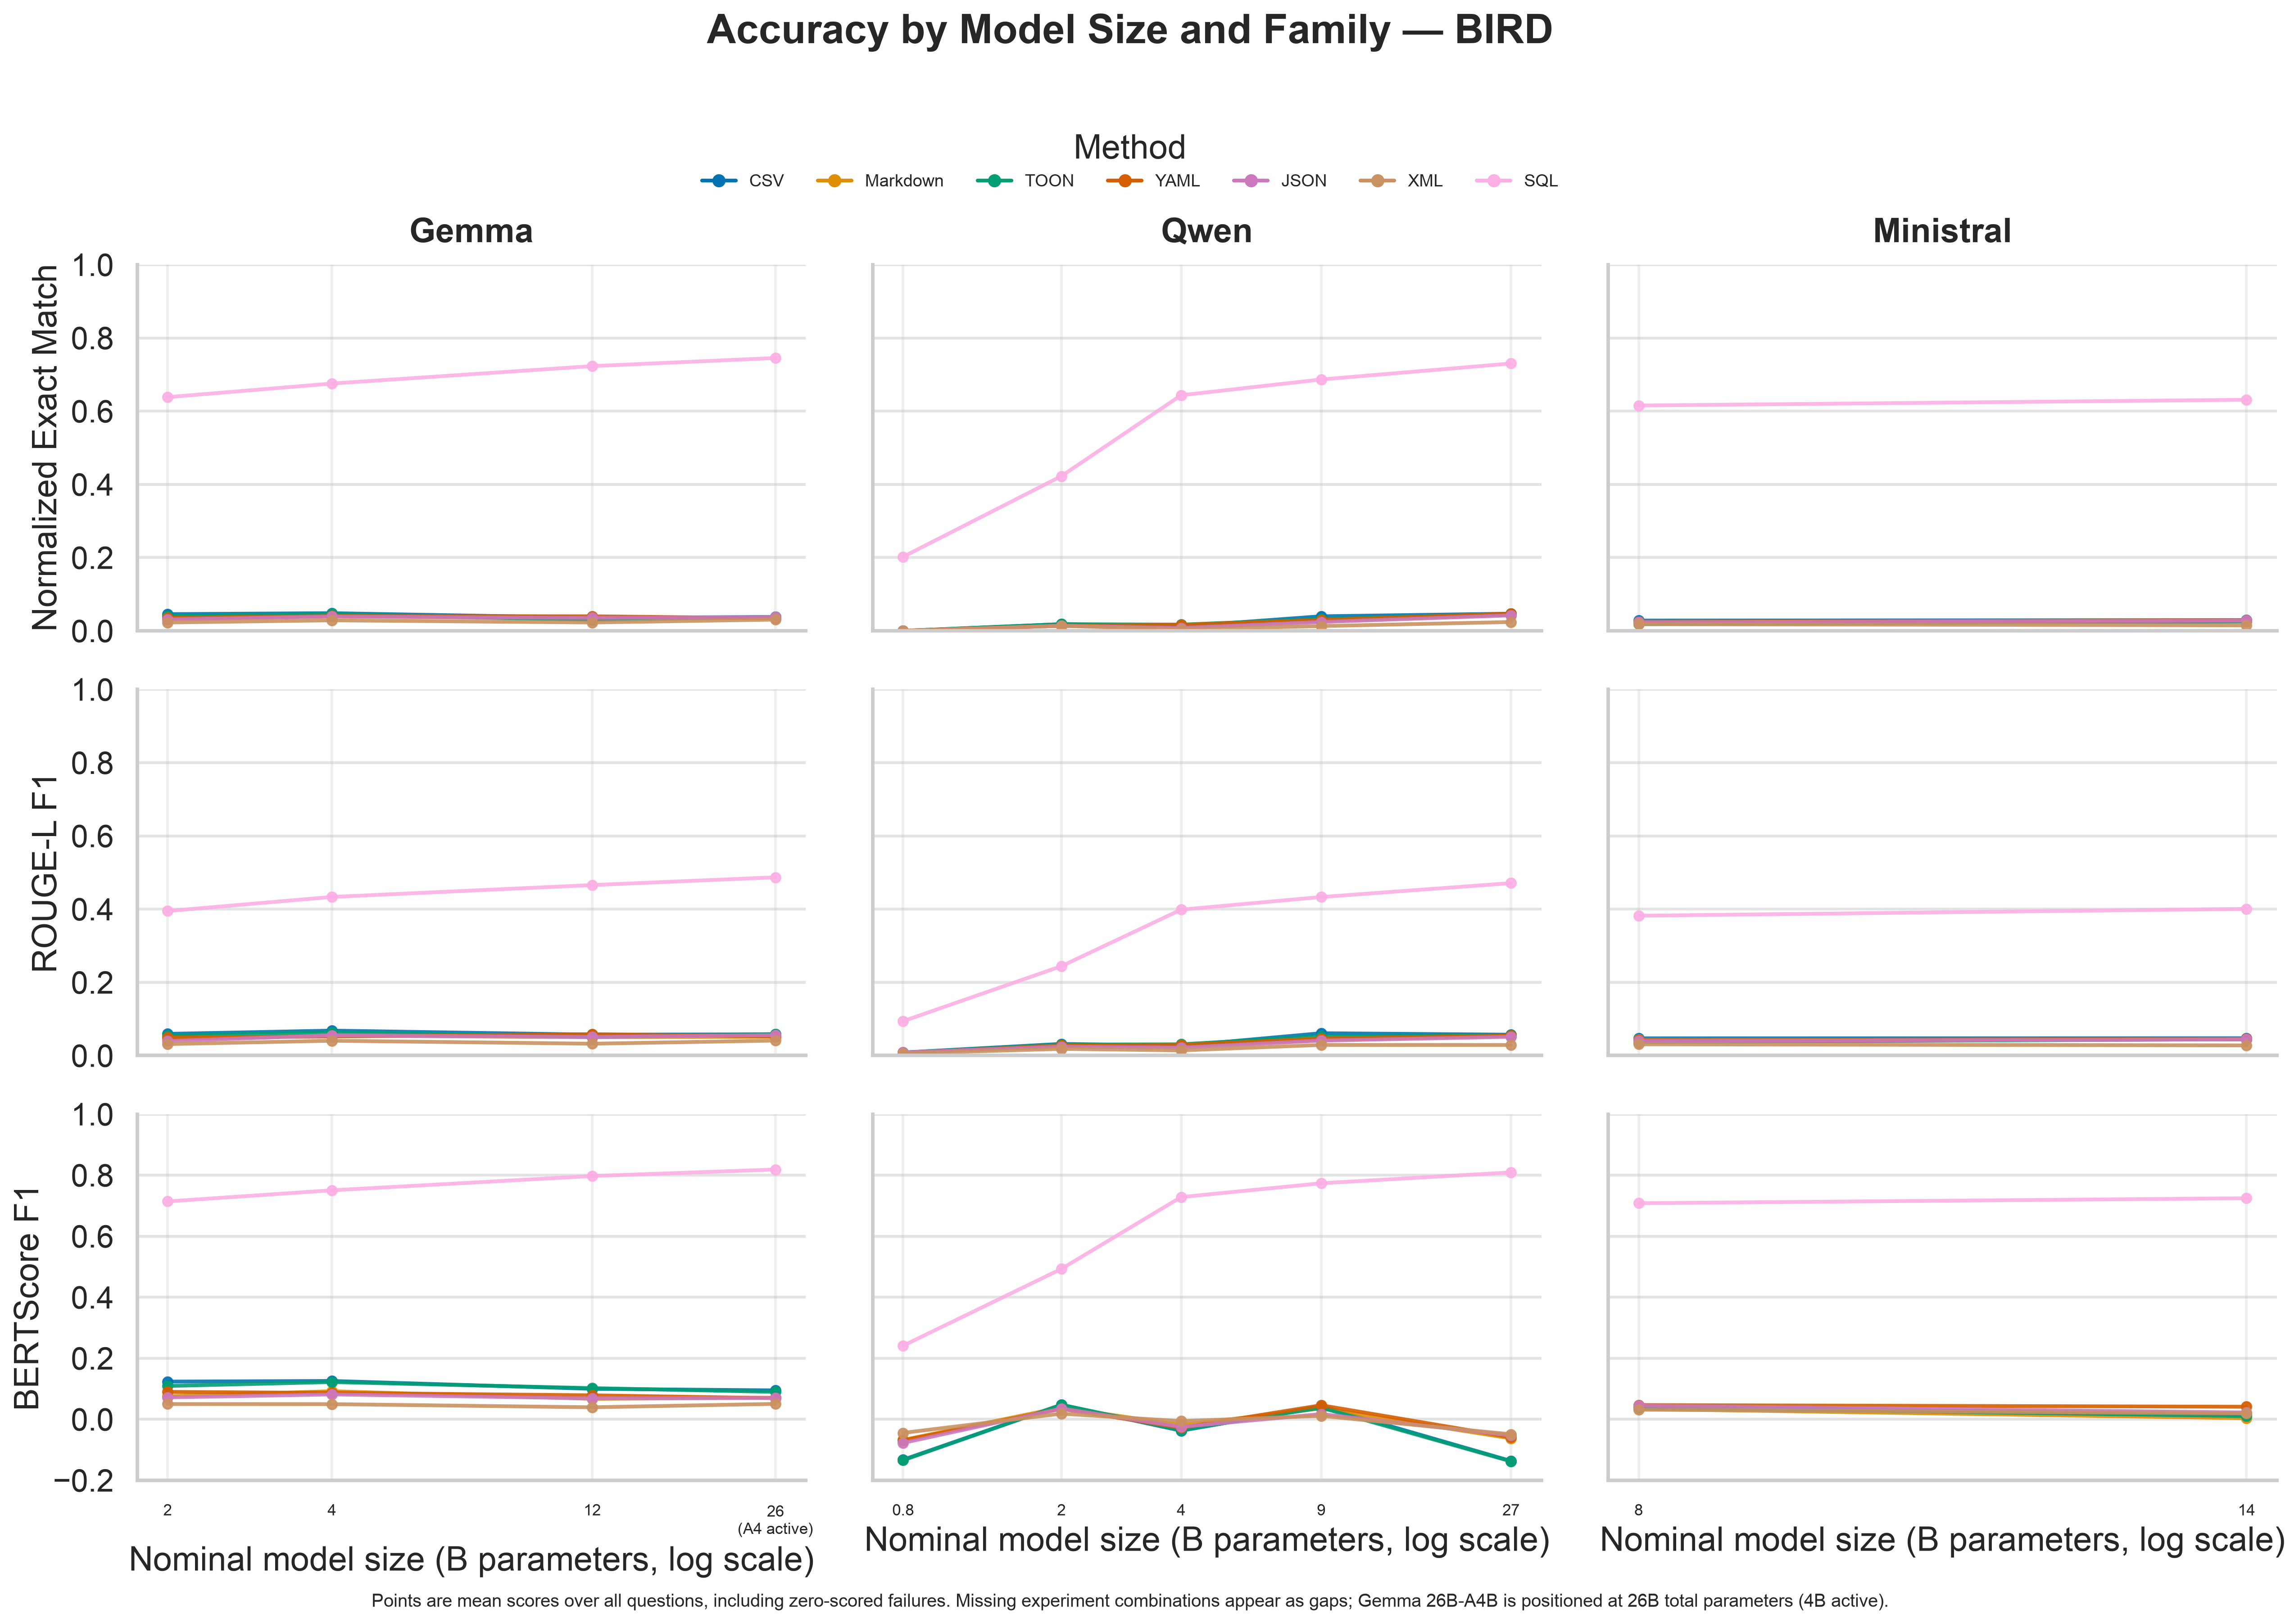 Accuracy by Model Size and Family — BIRD
Method
CSV Markdown TOON YAML JSON XML SQL
Gemma Qwen Ministral
Normalized Exact Match
1.0
0.8
0.6
0.4
0.2
0.0
ROUGE-L F1
1.0
0.8
0.6
0.4
0.2
0.0
BERTScore F1
1.0
0.8
0.6
0.4
0.2
0.0
−0.2
2 4 12 26
(A4 active)
Nominal model size (B parameters, log scale)
0.8 2 4 9 27
Nominal model size (B parameters, log scale)
8 14
Nominal model size (B parameters, log scale)
Points are mean scores over all questions, including zero-scored failures. Missing experiment combinations appear as gaps; Gemma 26B-A4B is positioned at 26B total parameters (4B active).